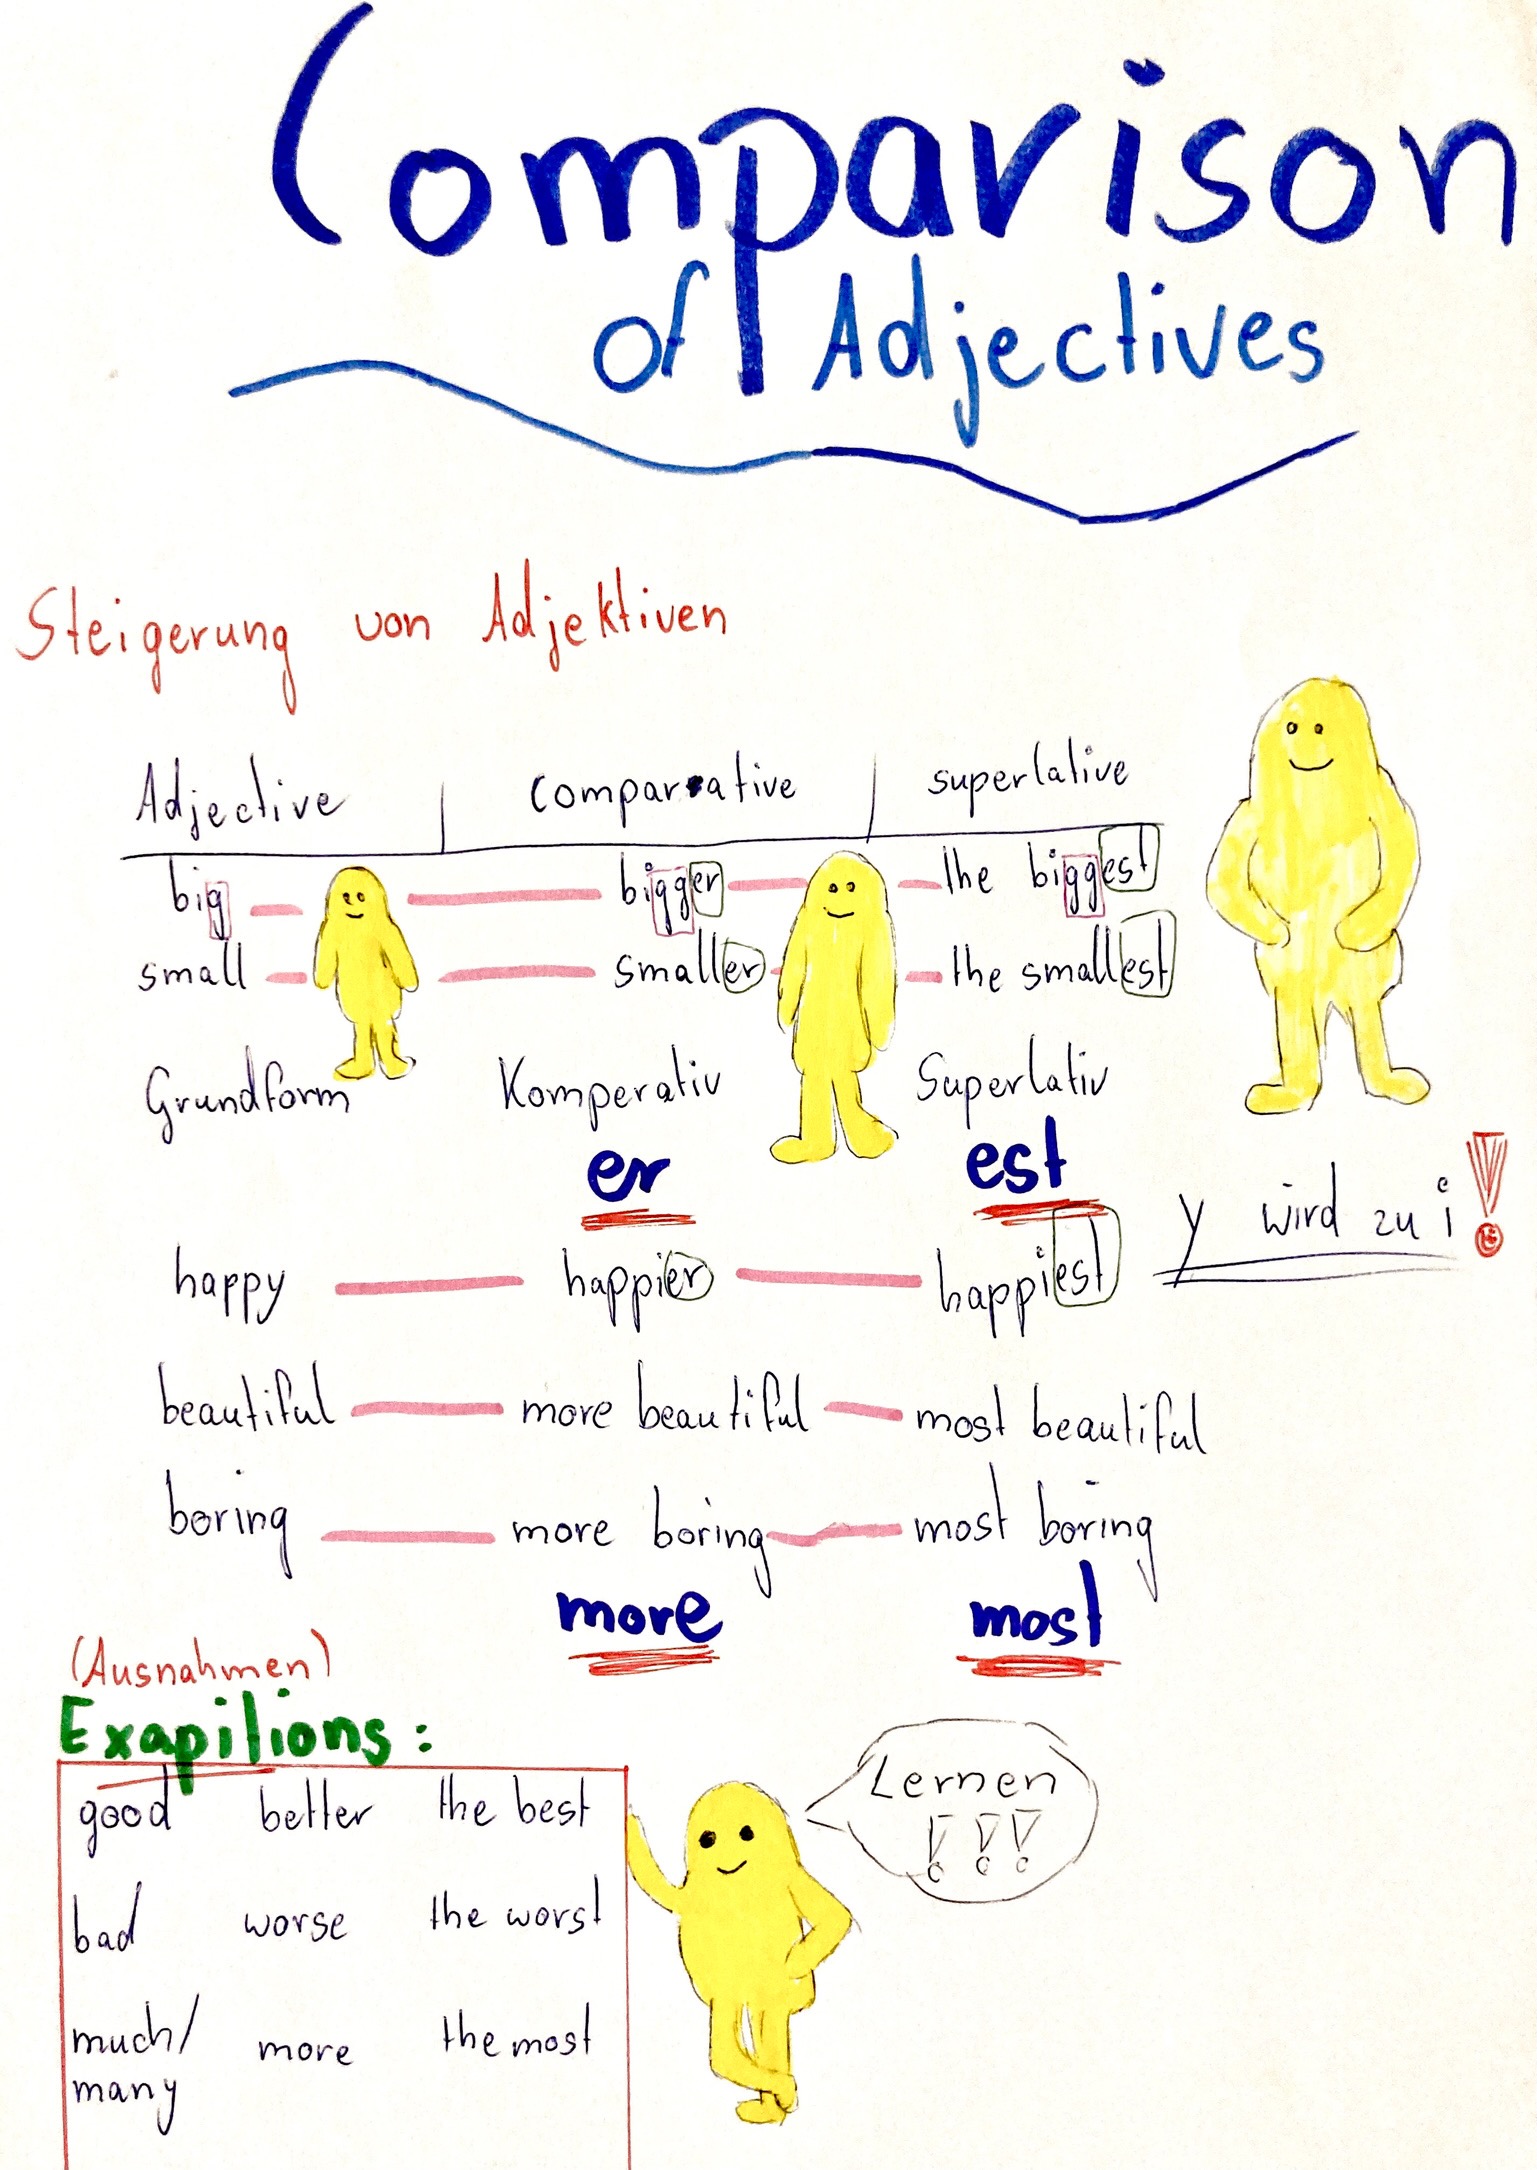 Comparison
of Adjectives
Steigerung von Adjektiven
Adjective comparative superlative
big bigger the biggest
small smaller the smallest
Grundform Komperativ Superlativ
er est
y wird zu i!
happy happier happiest
beautiful more beautiful most beautiful
boring more boring most boring
more most
(Ausnahmen)
Exapitions:
good better the best
Lernen
!!!
bad worse the worst
much/ more the most
many